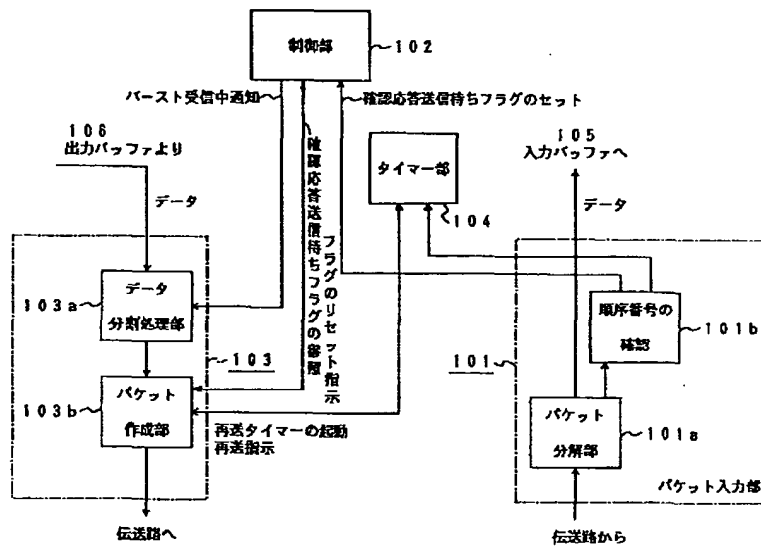 制御部
102
バースト受信中通知
確認応答送信待ちフラグのセット
106
出力バッファより
データ
確認応答送信待ちフラグの参照
フラグのリセット指示
タイマー部
104
105
入力バッファへ
データ
103a
データ
分割処理部
103
103b
パケット
作成部
再送タイマーの起動
再送指示
伝送路へ
順序番号の
確認
101b
101
パケット
分解部
101a
パケット入力部
伝送路から